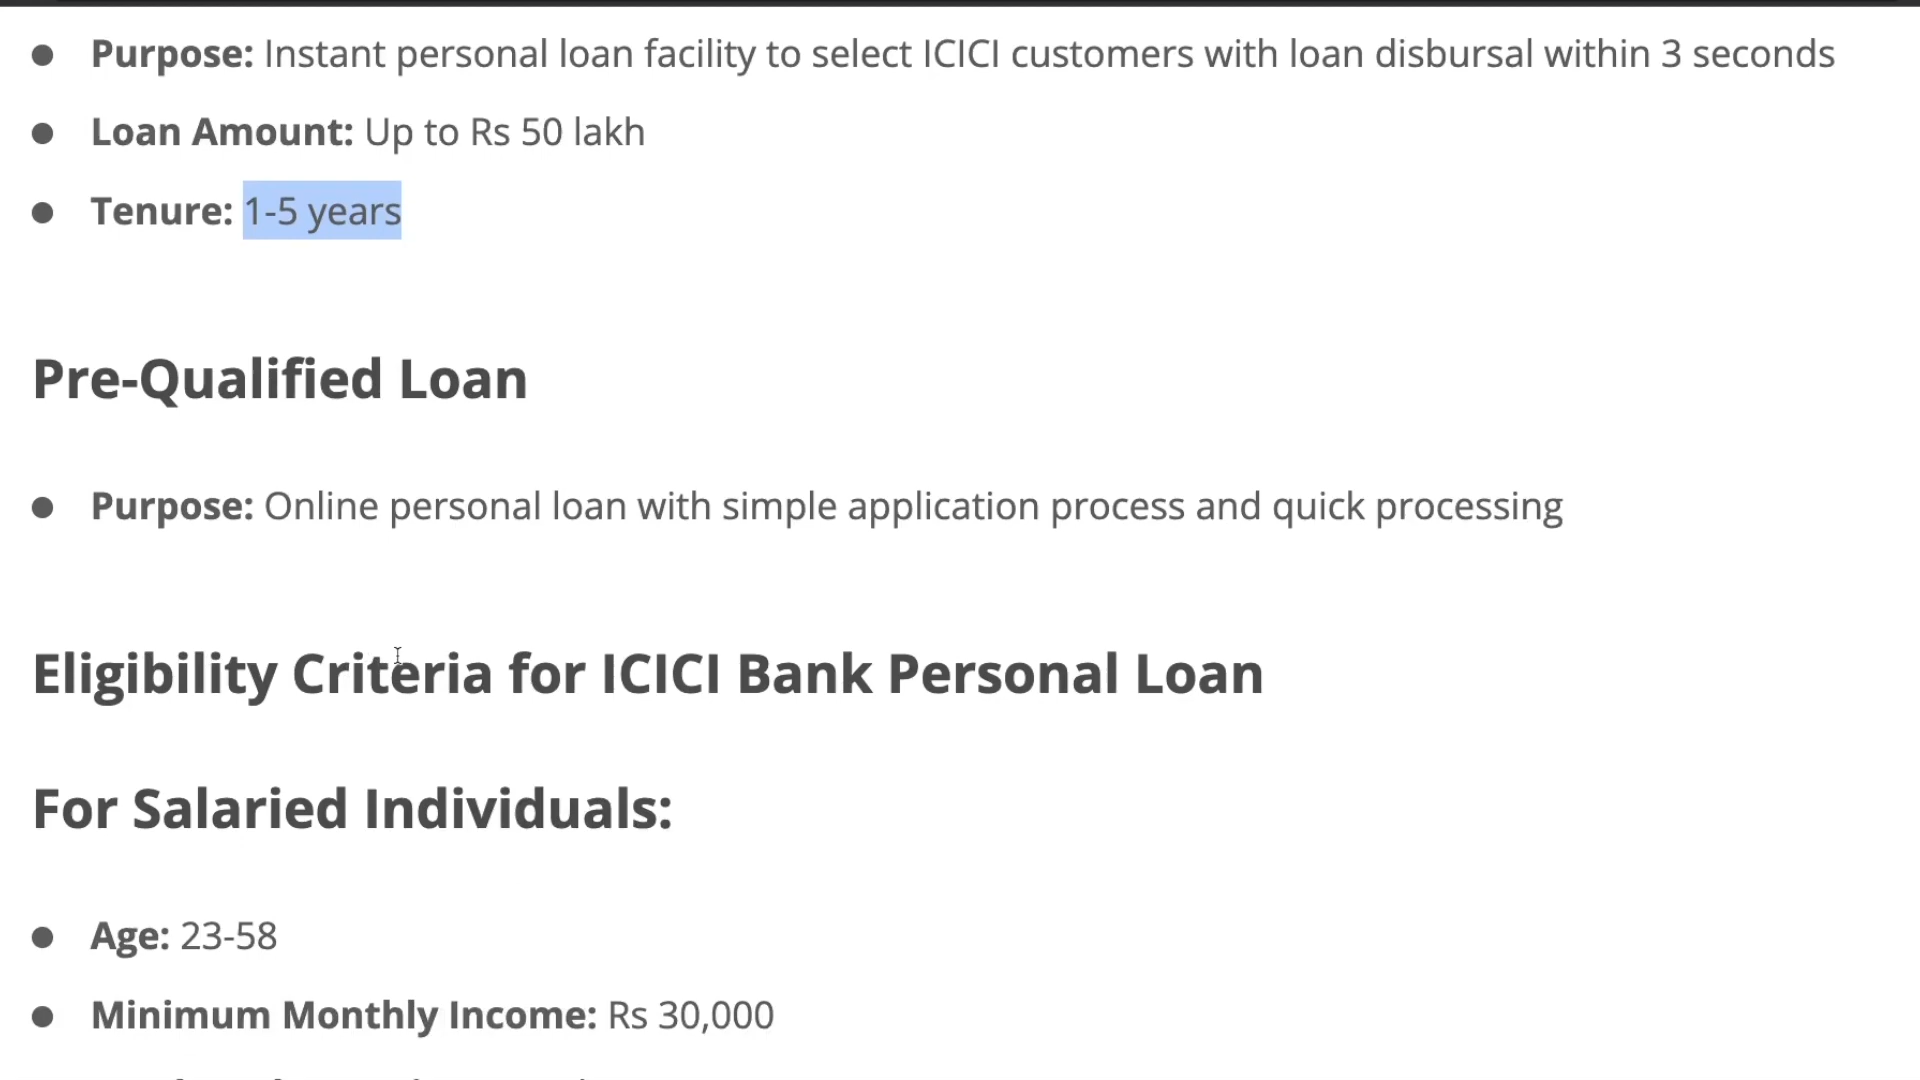 Purpose: Instant personal loan facility to select ICICI customers with loan disbursal within 3 seconds
Loan Amount: Up to Rs 50 lakh
Tenure: 1-5 years
Pre-Qualified Loan
Purpose: Online personal loan with simple application process and quick processing
Eligibility Criteria for ICICI Bank Personal Loan
For Salaried Individuals:
Age: 23-58
Minimum Monthly Income: Rs 30,000